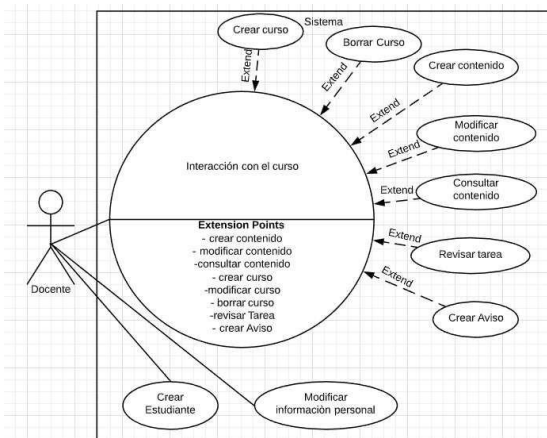 Sistema
Crear curso
Extend
Borrar Curso
Extend
Crear contenido
Extend
Modificar
contenido
Extend
Consultar
contenido
Extend
Revisar tarea
Extend
Crear Aviso
Extend
Interacción con el curso
Extension Points
- crear contenido
- modificar contenido
-consultar contenido
- crear curso
-modificar curso
- borrar curso
-revisar Tarea
- crear Aviso
Docente
Crear
Estudiante
Modificar
informaciòn personal